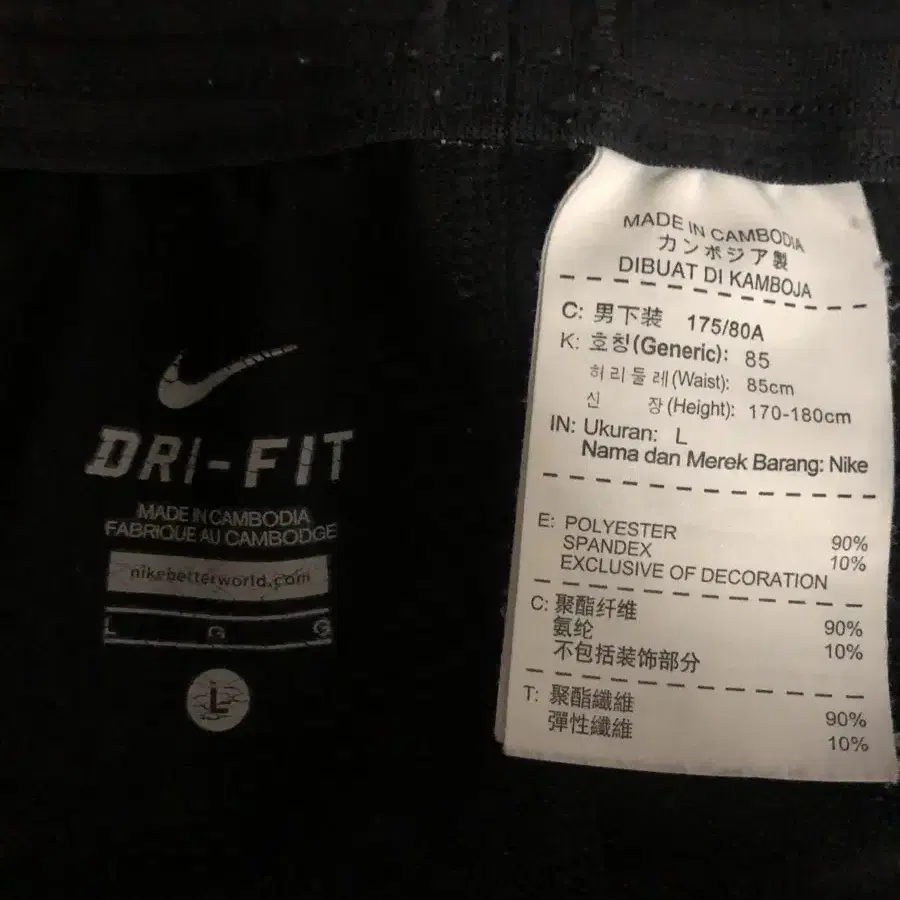 DRI-FIT
MADE IN CAMBODIA
FABRIQUE AU CAMBODGE
nikebetterworld.com
L G G
L
MADE IN CAMBODIA
カンボジア製
DIBUAT DI KAMBOJA
C: 男下装 175/80A
K: 호칭(Generic): 85
허리둘레(Waist): 85cm
신 장(Height): 170-180cm
IN: Ukuran: L
Nama dan Merek Barang: Nike
E: POLYESTER 90%
SPANDEX 10%
EXCLUSIVE OF DECORATION
C: 聚酯纤维 90%
氨纶 10%
不包括装饰部分
T: 聚酯纖維 90%
彈性纖維 10%